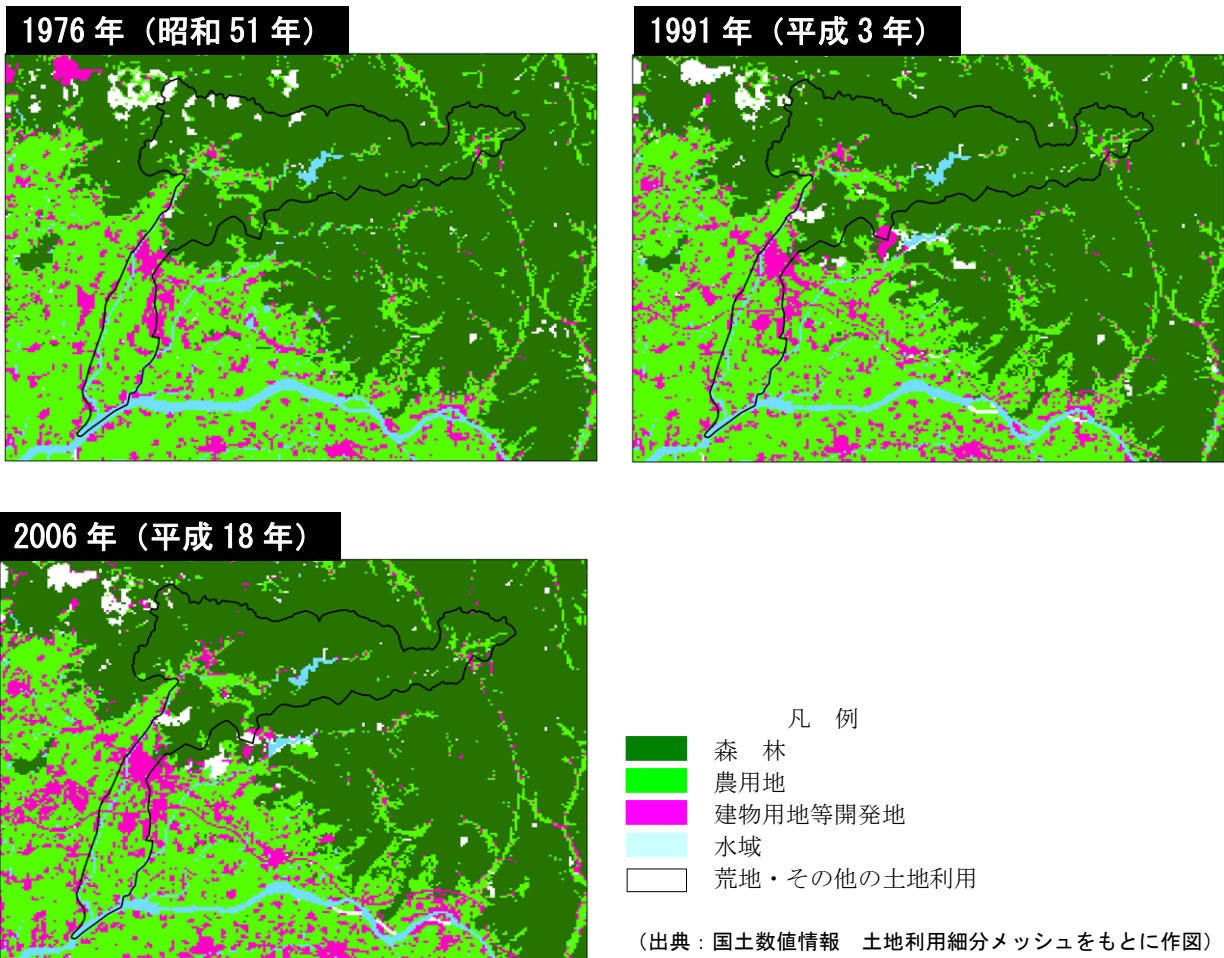 1976 年（昭和 51 年）
1991 年（平成 3 年）
2006 年（平成 18 年）
凡　例
森　林
農用地
建物用地等開発地
水域
荒地・その他の土地利用
（出典：国土数値情報　土地利用細分メッシュをもとに作図）